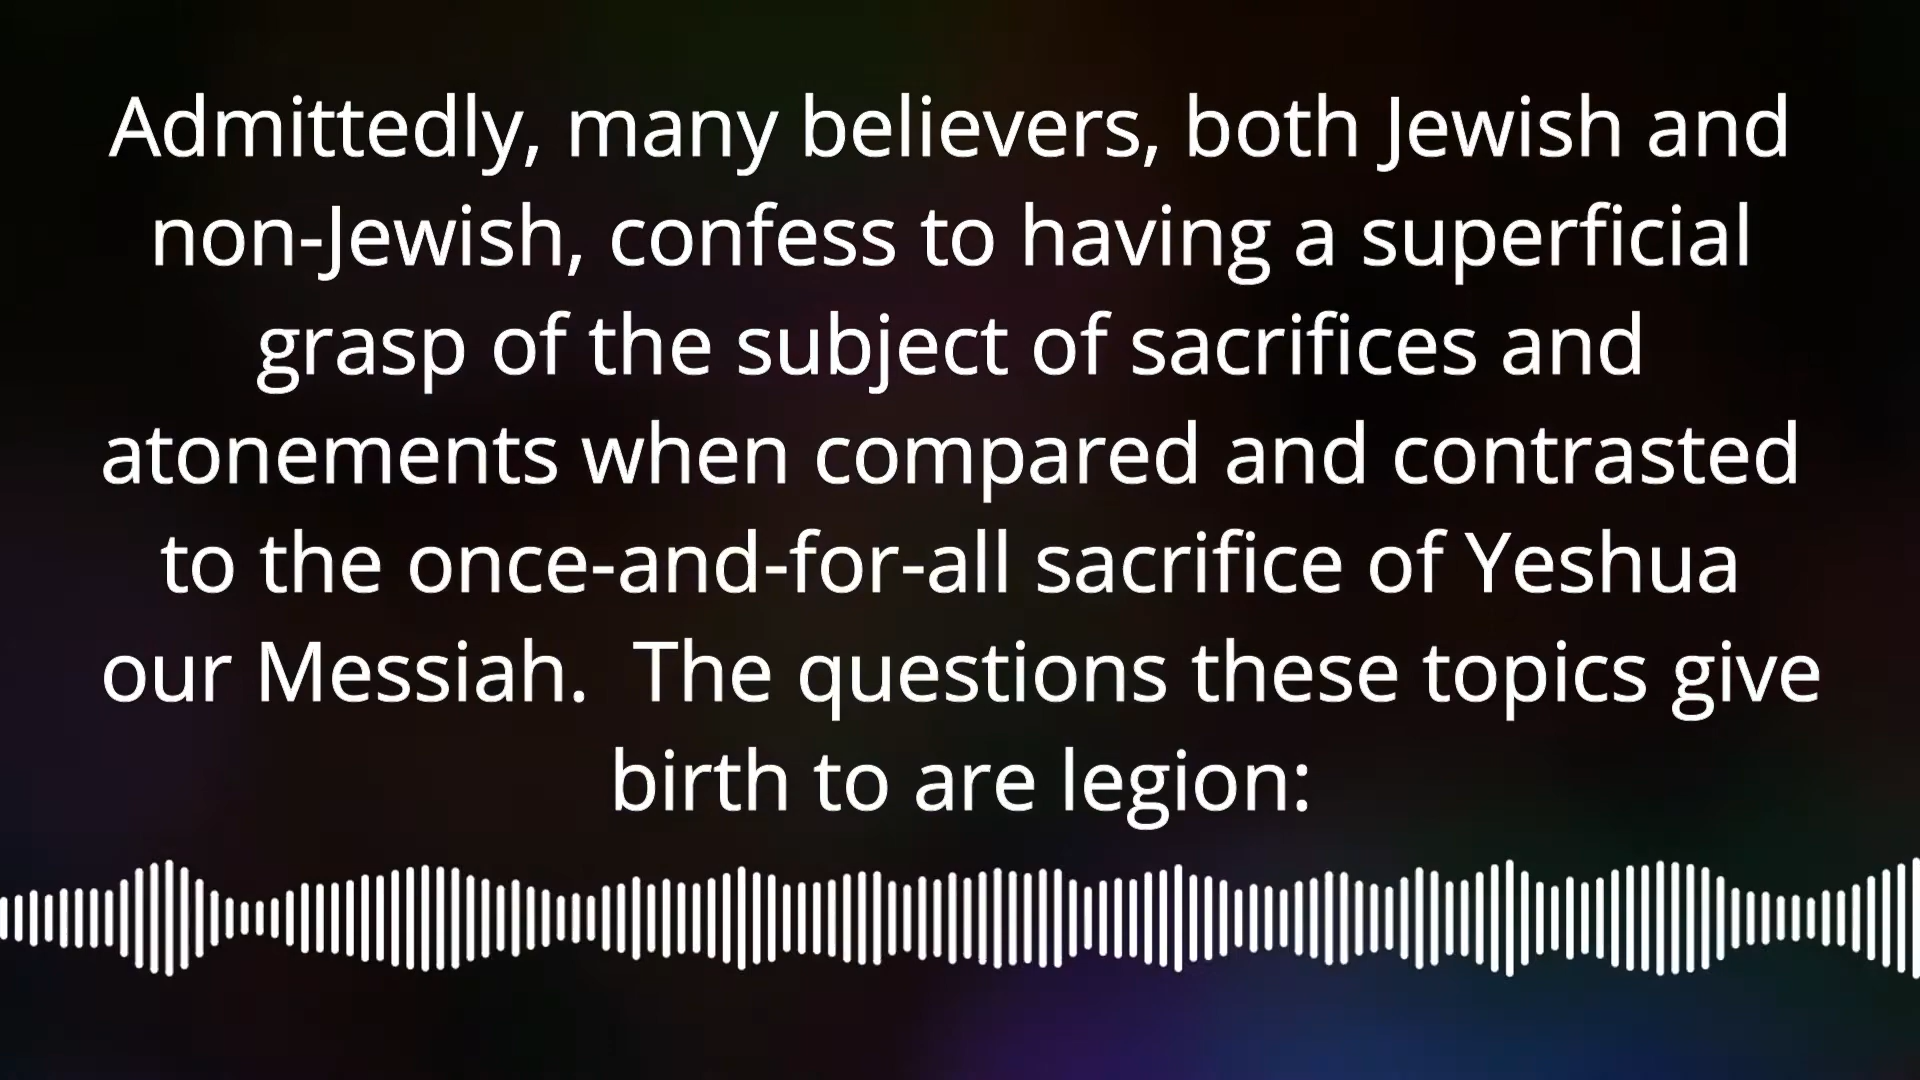 Admittedly, many believers, both Jewish and
non-Jewish, confess to having a superficial
grasp of the subject of sacrifices and
atonements when compared and contrasted
to the once-and-for-all sacrifice of Yeshua
our Messiah.  The questions these topics give
birth to are legion: